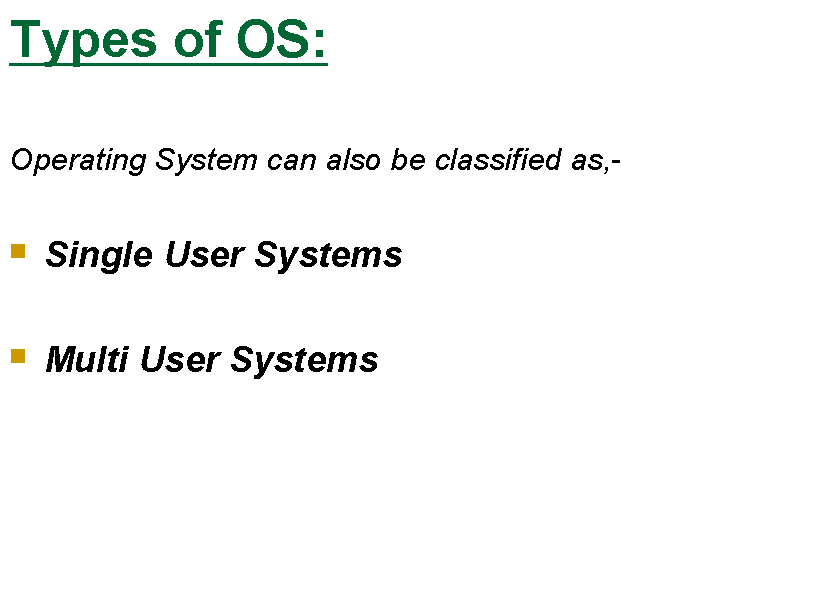 Types of OS:
Operating System can also be classified as,-
Single User Systems
Multi User Systems